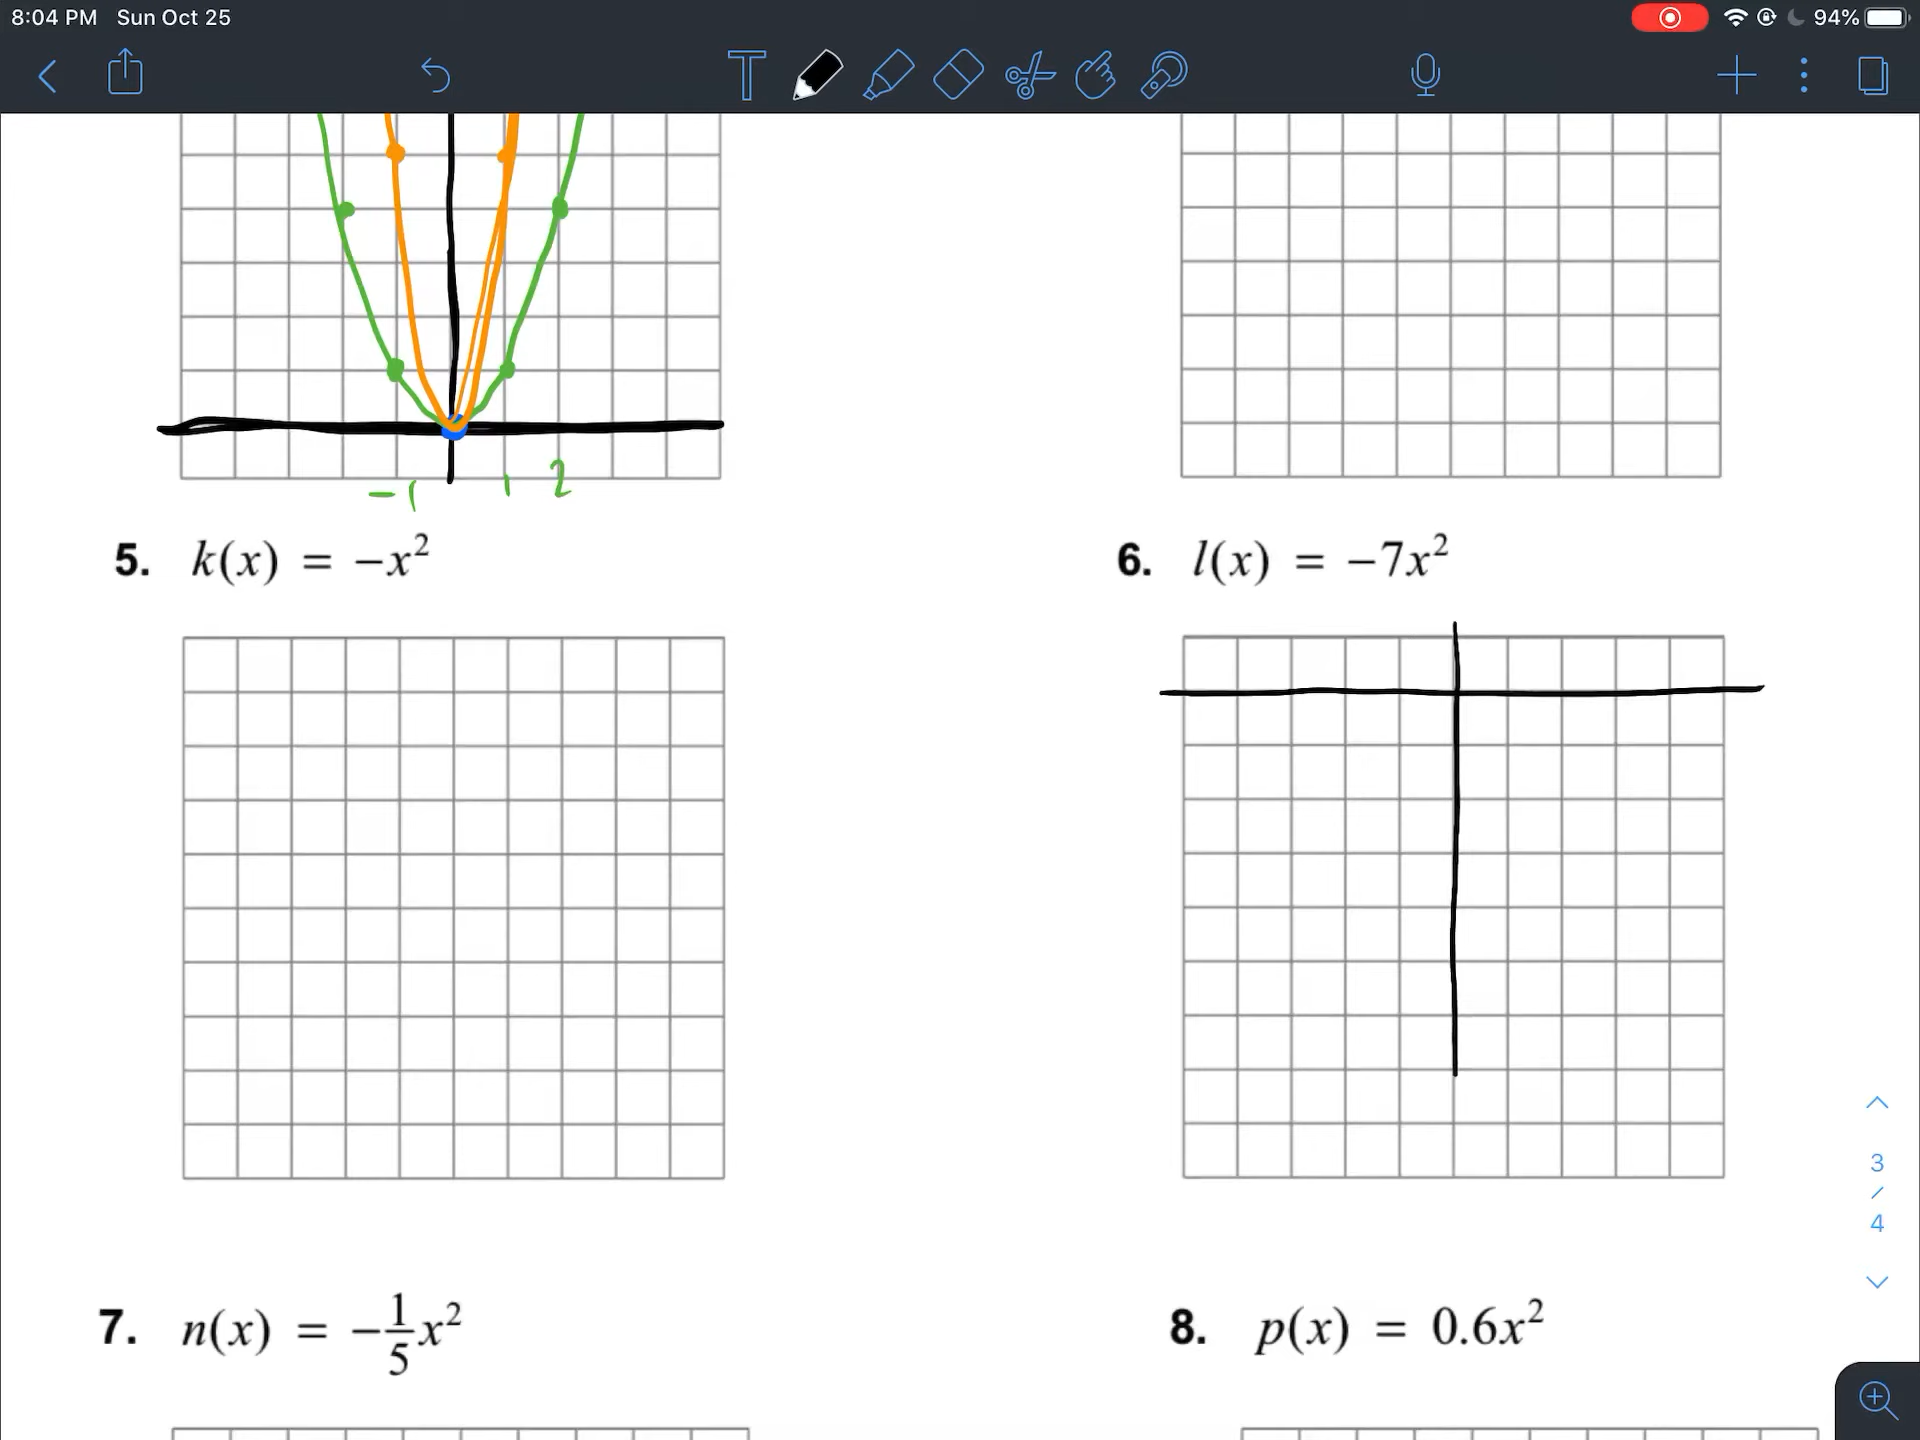 8:04 PM Sun Oct 25 94%
T
-1 1 2
5. k(x) = −x²
6. l(x) = −7x²
3
/
4
7. n(x) = −1/5x²
8. p(x) = 0.6x²